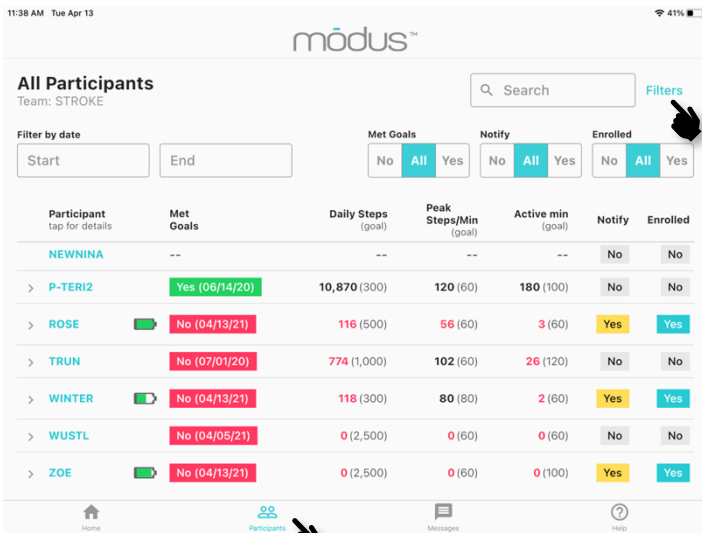 11:38 AM Tue Apr 13 41%
mōdus™
All Participants
Team: STROKE
Search
Filters
Filter by date Met Goals Notify Enrolled
Start End No All Yes No All Yes No All Yes
Participant Met Daily Steps Peak Active min Notify Enrolled
tap for details Goals (goal) Steps/Min (goal)
(goal)
NEWNINA -- -- -- -- No No
P-TERI2 Yes (06/14/20) 10,870 (300) 120 (60) 180 (100) No No
ROSE No (04/13/21) 116 (500) 56 (60) 3 (60) Yes Yes
TRUN No (07/01/20) 774 (1,000) 102 (60) 26 (120) No No
WINTER No (04/13/21) 118 (300) 80 (80) 2 (60) Yes Yes
WUSTL No (04/05/21) 0 (2,500) 0 (60) 0 (60) No No
ZOE No (04/13/21) 0 (2,500) 0 (60) 0 (100) Yes Yes
Home Participants Messages Help